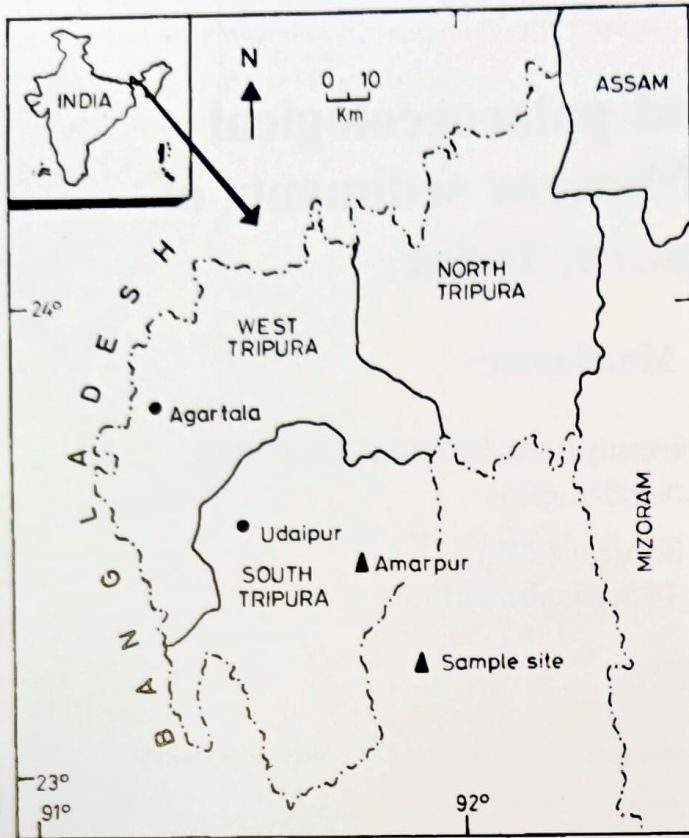 INDIA
N
0 10
Km
ASSAM
NORTH
TRIPURA
24°
WEST
TRIPURA
BANGLADESH
Agartala
Udaipur
SOUTH
TRIPURA
Amarpur
MIZORAM
Sample site
23°
91°
92°